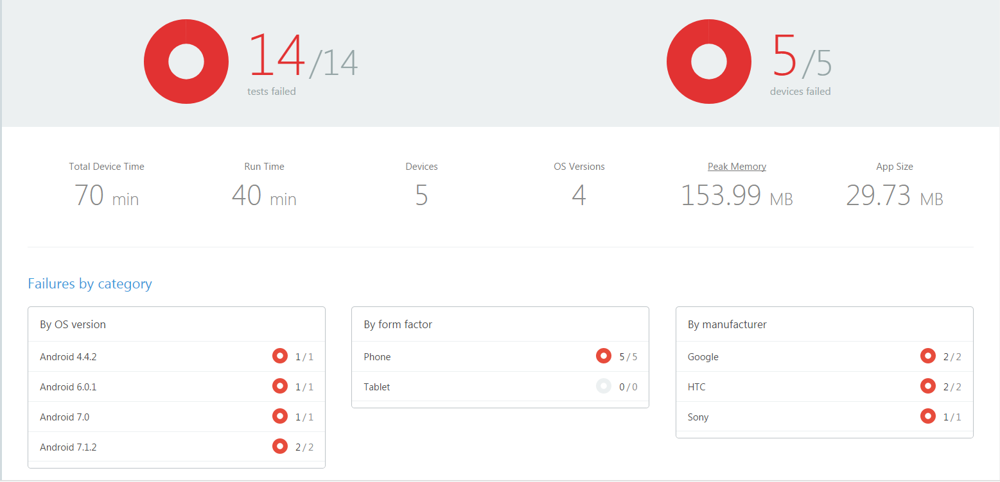 14/14
tests failed
5/5
devices failed
Total Device Time
70 min
Run Time
40 min
Devices
5
OS Versions
4
Peak Memory
153.99 MB
App Size
29.73 MB
Failures by category
By OS version
Android 4.4.2 1 / 1
Android 6.0.1 1 / 1
Android 7.0 1 / 1
Android 7.1.2 2 / 2
By form factor
Phone 5 / 5
Tablet 0 / 0
By manufacturer
Google 2 / 2
HTC 2 / 2
Sony 1 / 1